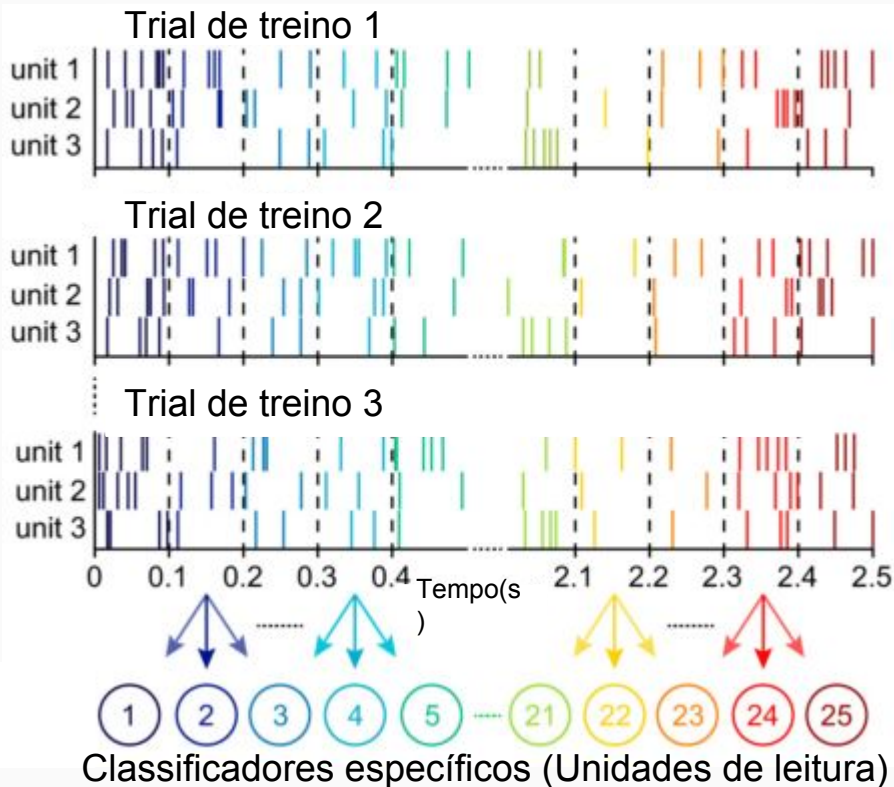 Trial de treino 1
unit 1
unit 2
unit 3
Trial de treino 2
unit 1
unit 2
unit 3
Trial de treino 3
unit 1
unit 2
unit 3
0 0.1 0.2 0.3 0.4 2.1 2.2 2.3 2.4 2.5
Tempo(s
)
1 2 3 4 5 21 22 23 24 25
Classificadores específicos (Unidades de leitura)